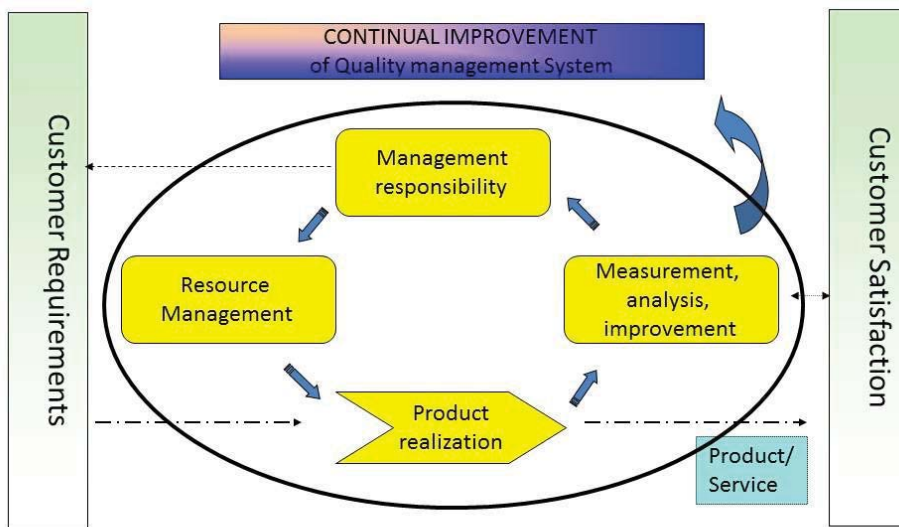 CONTINUAL IMPROVEMENT
of Quality management System
Customer Requirements
Management
responsibility
Customer Satisfaction
Resource
Management
Measurement,
analysis,
improvement
Product
realization
Product/
Service